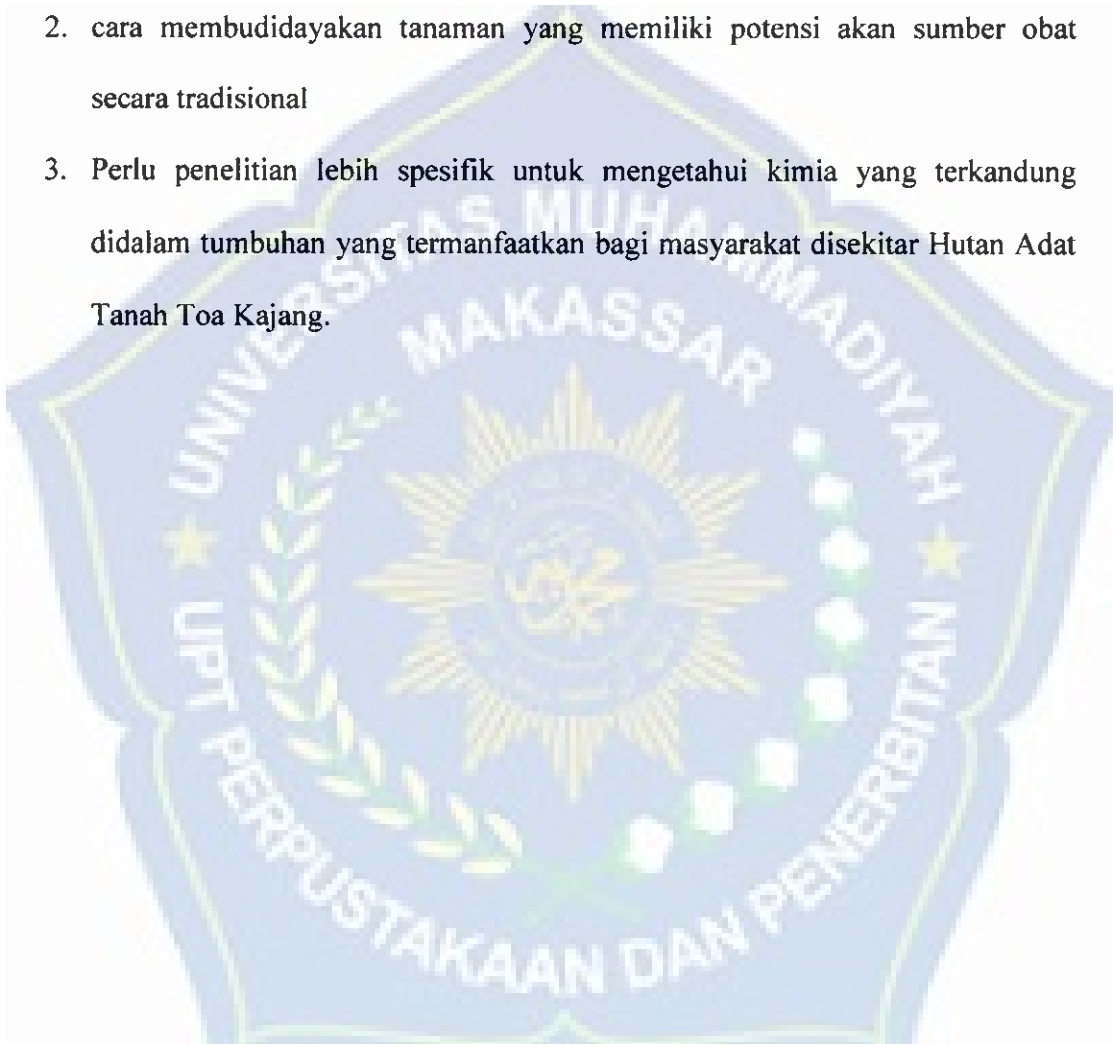 2. cara membudidayakan tanaman yang memiliki potensi akan sumber obat
secara tradisional
3. Perlu penelitian lebih spesifik untuk mengetahui kimia yang terkandung
didalam tumbuhan yang termanfaatkan bagi masyarakat disekitar Hutan Adat
Tanah Toa Kajang.
UNIVERSITAS MUHAMMADIYAH
MAKASSAR
UPT PERPUSTAKAAN DAN PENERBITAN